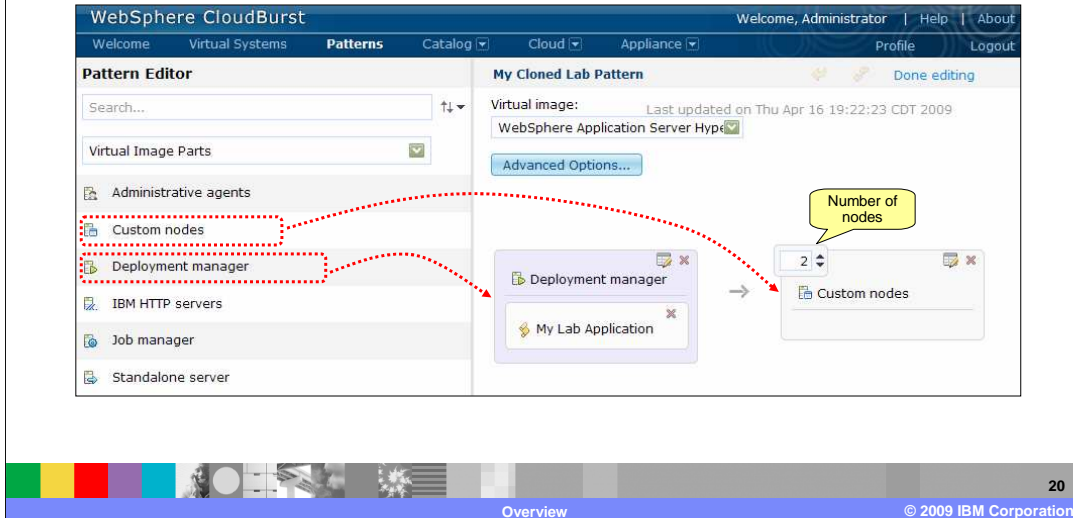 WebSphere CloudBurst
Welcome, Administrator | Help | About
Welcome Virtual Systems Patterns Catalog Cloud Appliance Profile Logout
Pattern Editor
Search...
Virtual Image Parts
Administrative agents
Custom nodes
Deployment manager
IBM HTTP servers
Job manager
Standalone server
My Cloned Lab Pattern
Done editing
Virtual image:
Last updated on Thu Apr 16 19:22:23 CDT 2009
WebSphere Application Server Hype
Advanced Options...
Number of
nodes
2
Deployment manager
My Lab Application
Custom nodes
20
Overview
© 2009 IBM Corporation